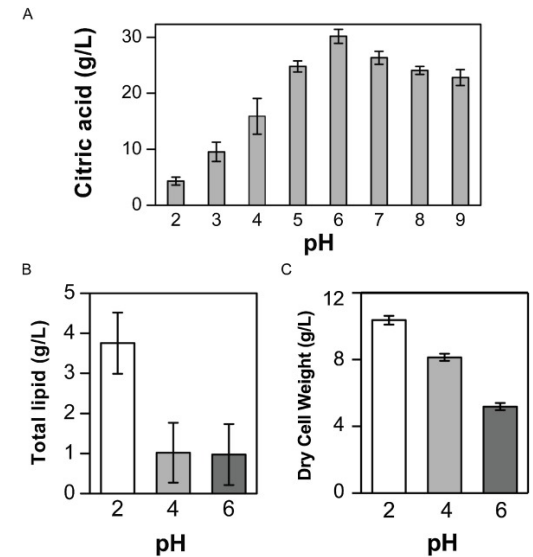 A
Citric acid (g/L)
30
20
10
0
2 3 4 5 6 7 8 9
pH
B
Total lipid (g/L)
5
4
3
2
1
0
2 4 6
pH
C
Dry Cell Weight (g/L)
12
8
4
0
2 4 6
pH